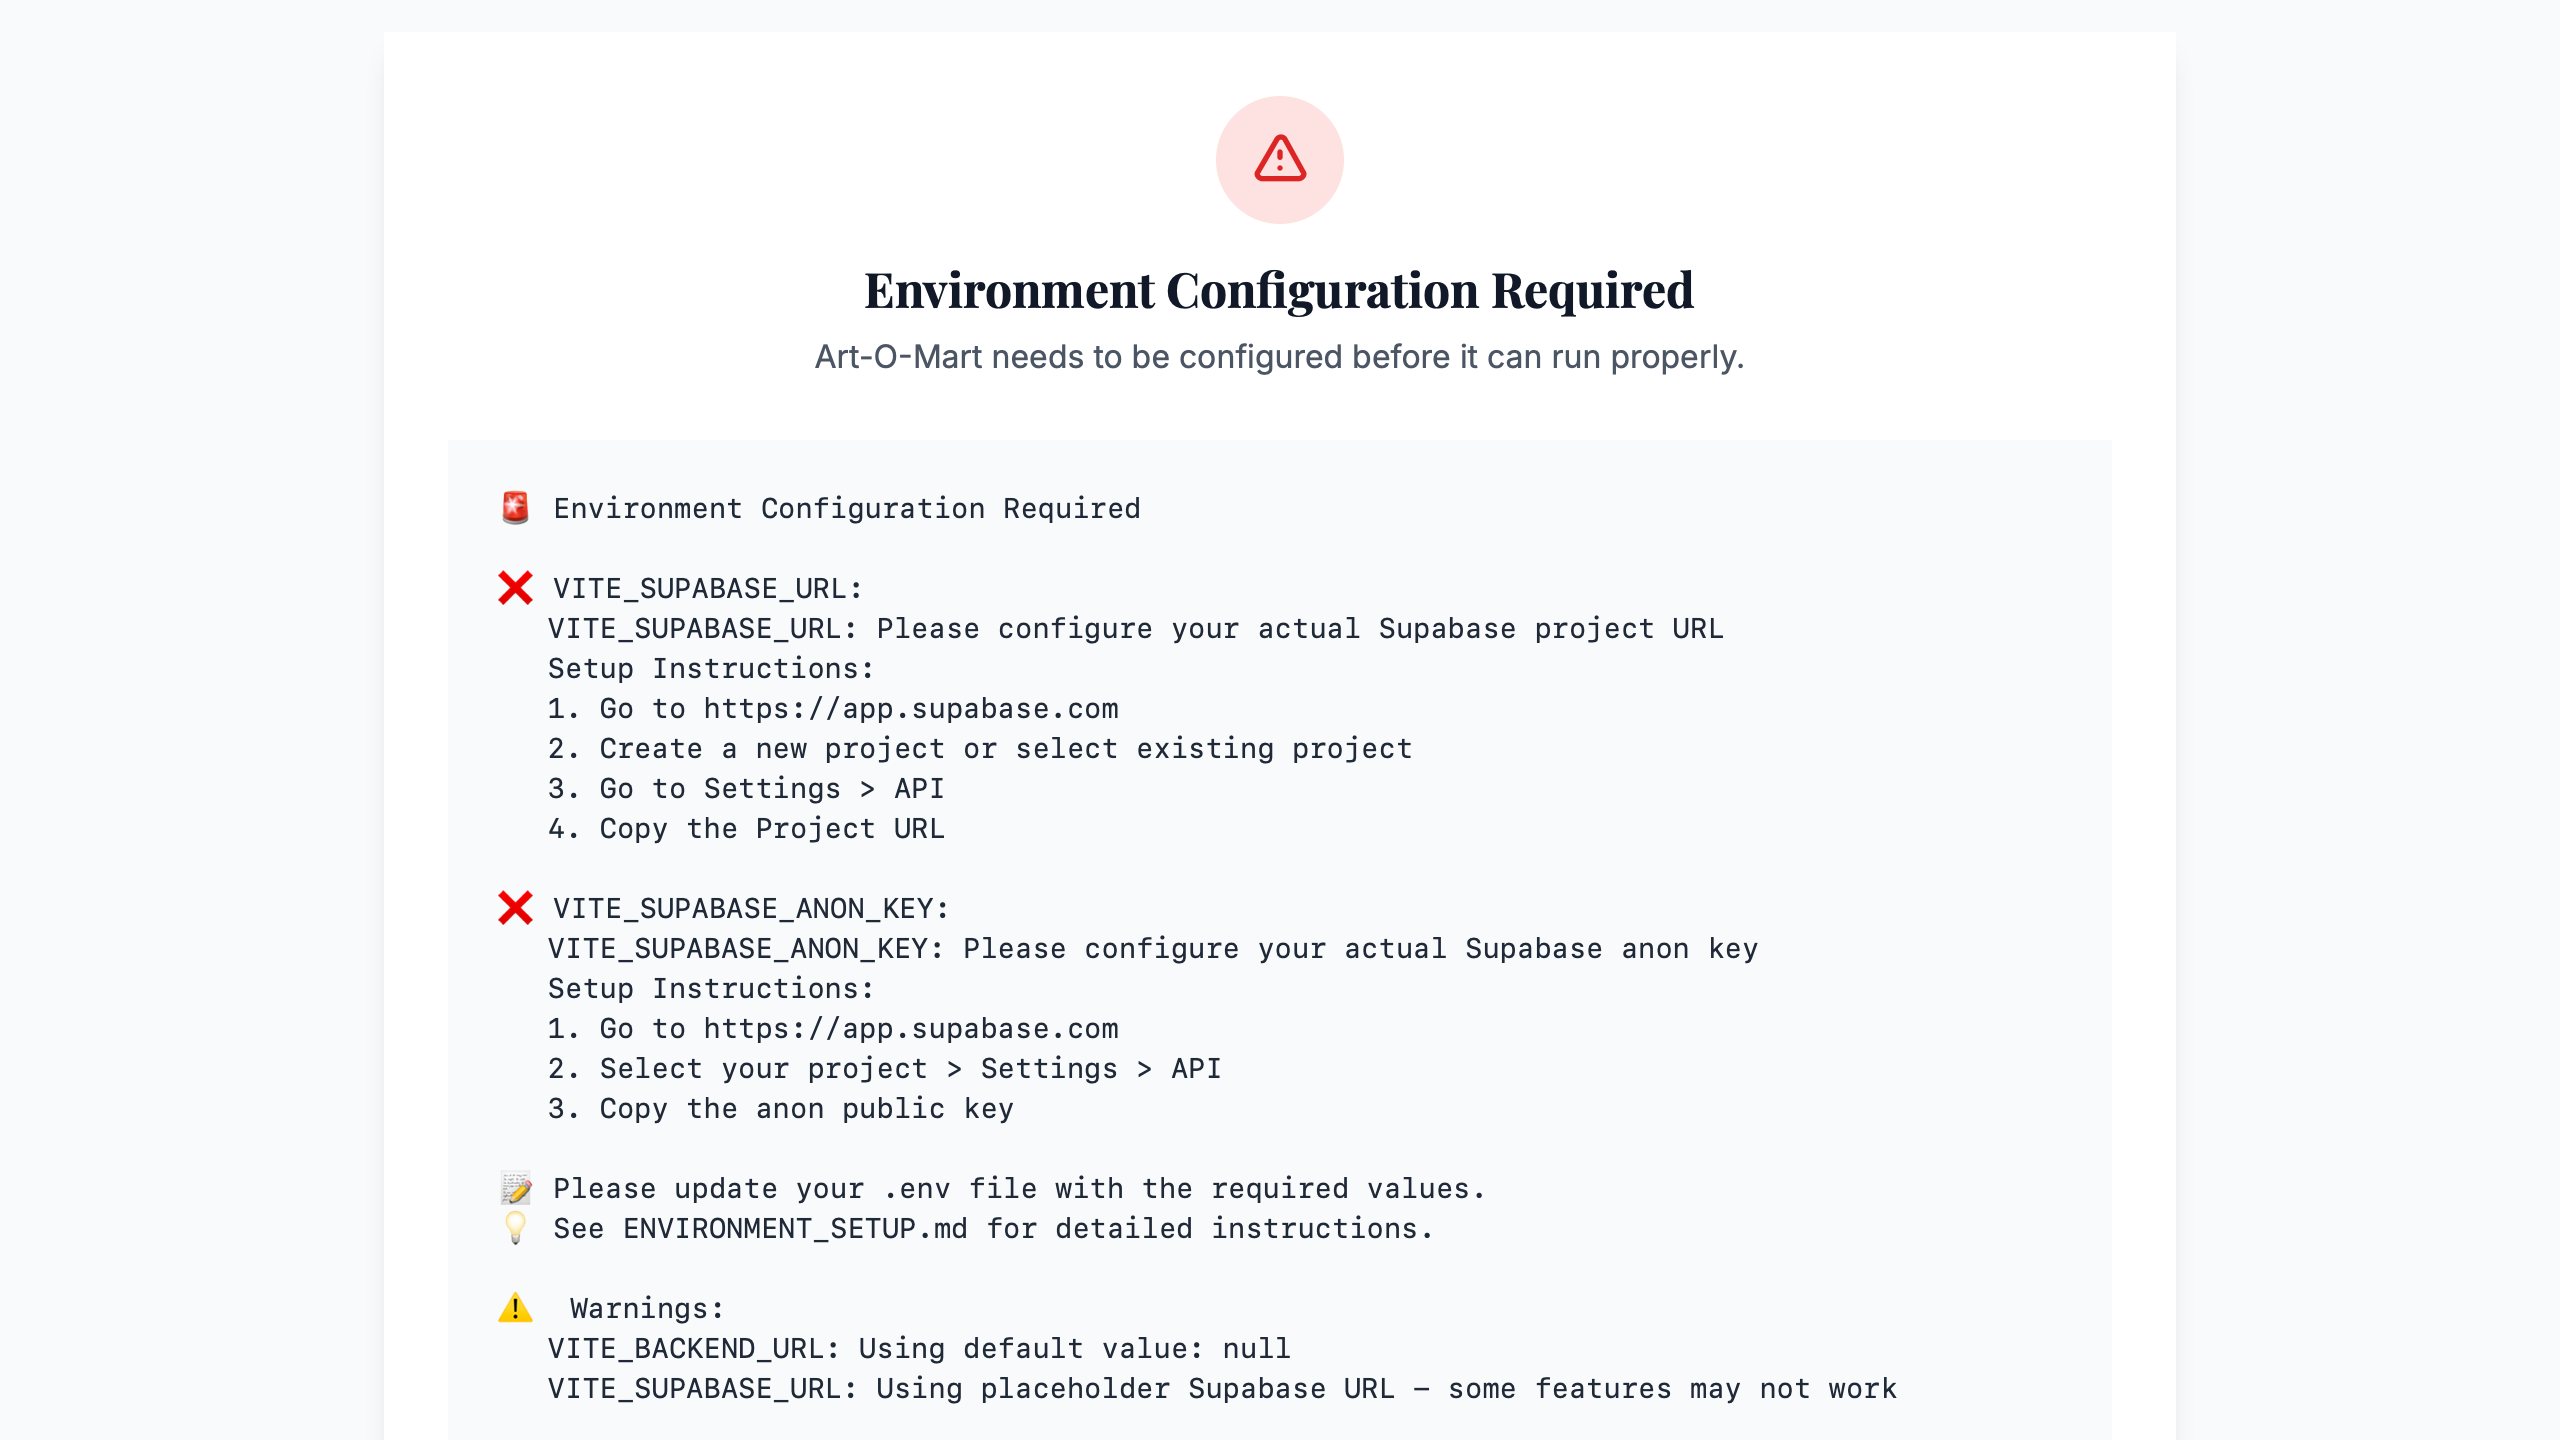 Environment Configuration Required
Art-O-Mart needs to be configured before it can run properly.
🚨 Environment Configuration Required
❌ VITE_SUPABASE_URL:
VITE_SUPABASE_URL: Please configure your actual Supabase project URL
Setup Instructions:
1. Go to https://app.supabase.com
2. Create a new project or select existing project
3. Go to Settings > API
4. Copy the Project URL
❌ VITE_SUPABASE_ANON_KEY:
VITE_SUPABASE_ANON_KEY: Please configure your actual Supabase anon key
Setup Instructions:
1. Go to https://app.supabase.com
2. Select your project > Settings > API
3. Copy the anon public key
📝 Please update your .env file with the required values.
💡 See ENVIRONMENT_SETUP.md for detailed instructions.
⚠️ Warnings:
VITE_BACKEND_URL: Using default value: null
VITE_SUPABASE_URL: Using placeholder Supabase URL – some features may not work